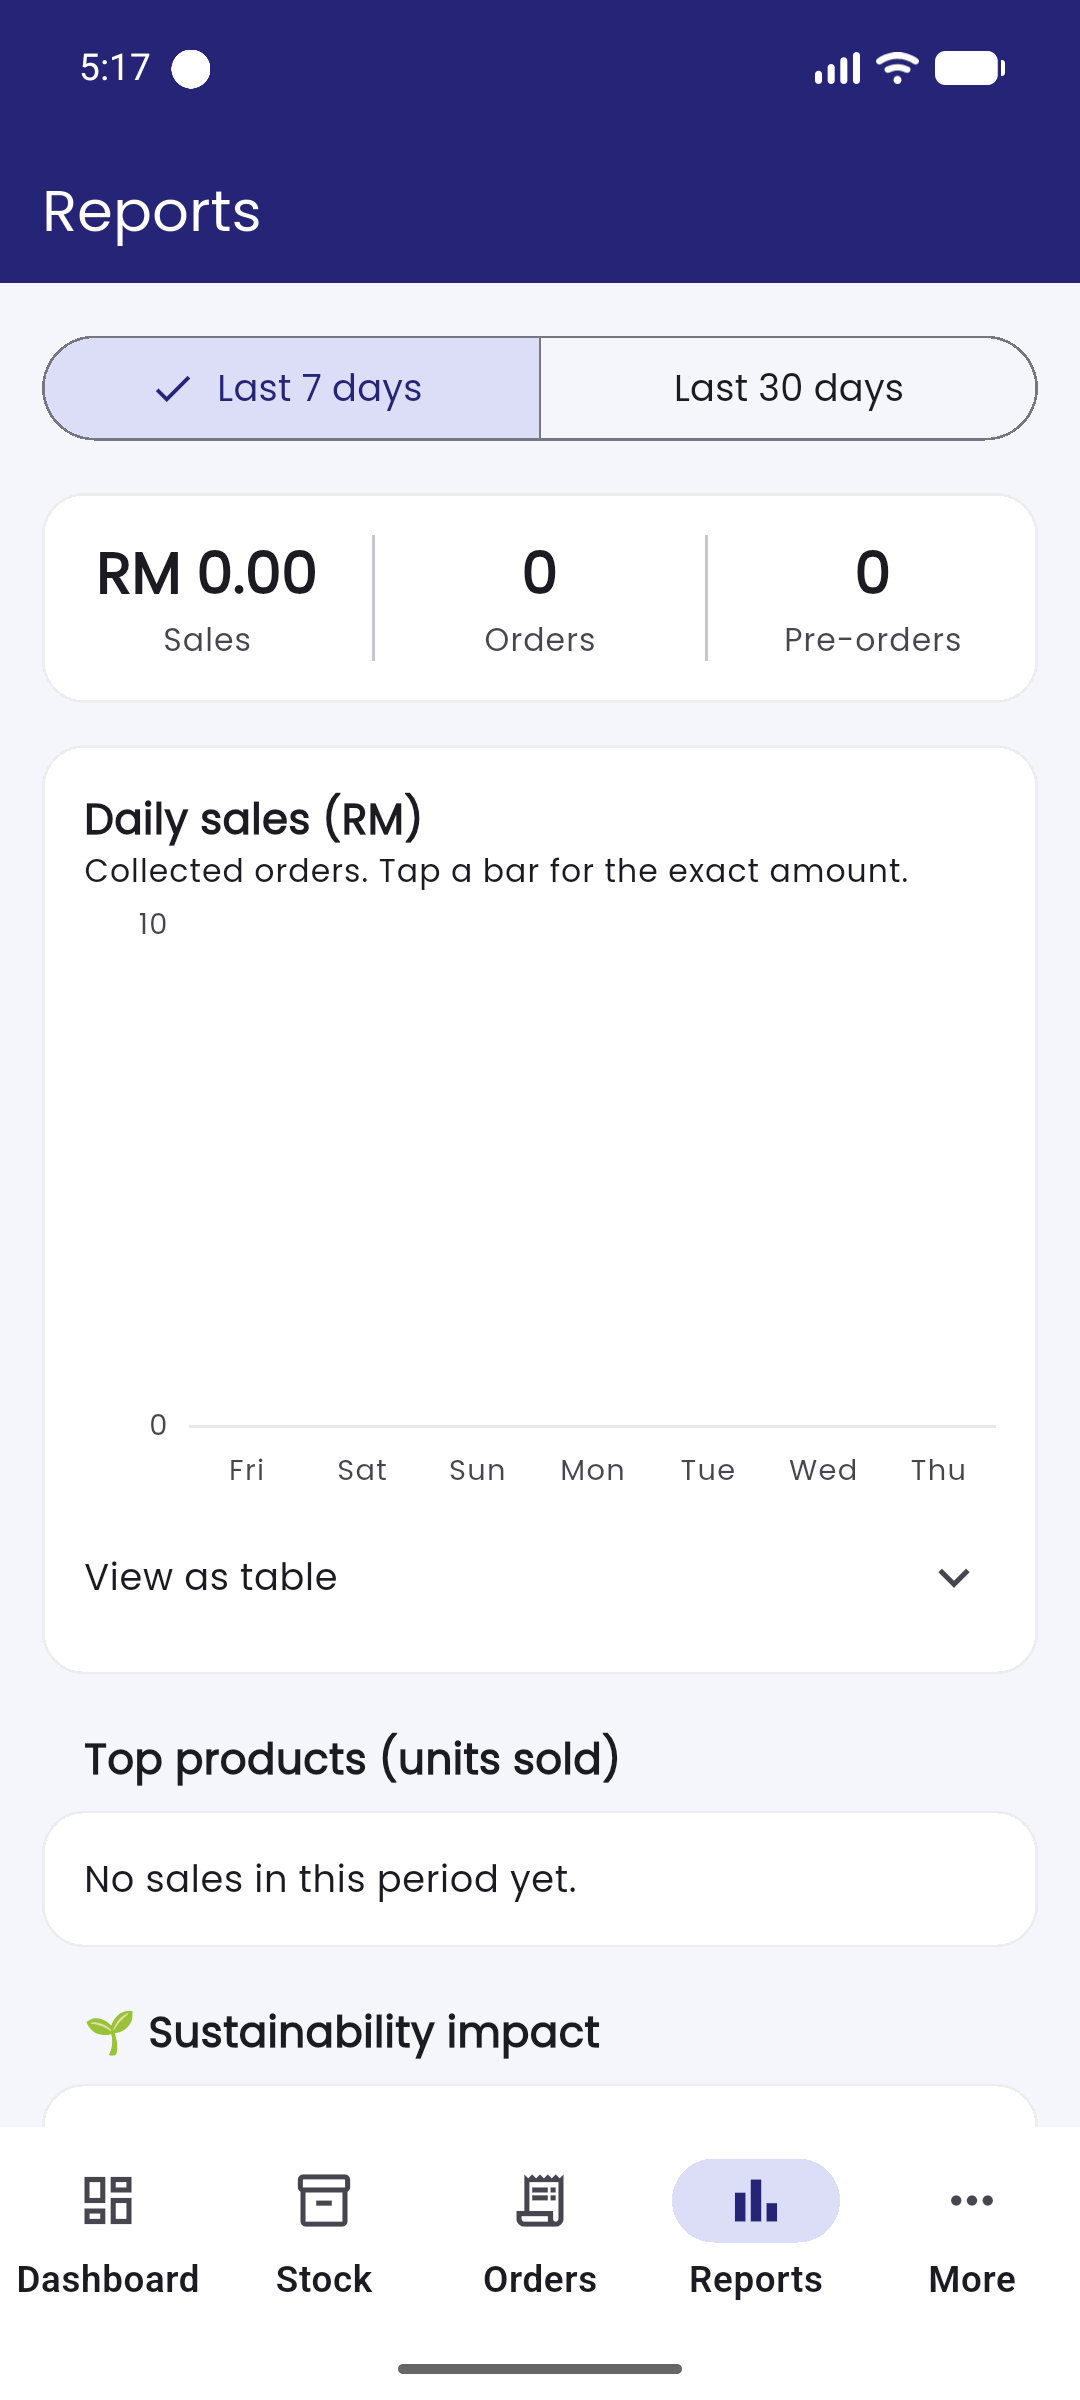 5:17
Reports
Last 7 days
Last 30 days
RM 0.00
Sales
0
Orders
0
Pre-orders
Daily sales (RM)
Collected orders. Tap a bar for the exact amount.
10
0
Fri Sat Sun Mon Tue Wed Thu
View as table
Top products (units sold)
No sales in this period yet.
🌱 Sustainability impact
Dashboard
Stock
Orders
Reports
More